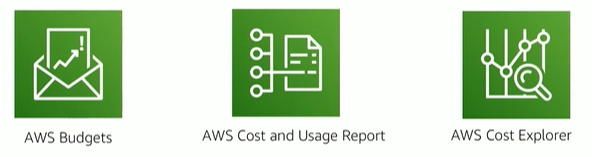 AWS Budgets
AWS Cost and Usage Report
AWS Cost Explorer